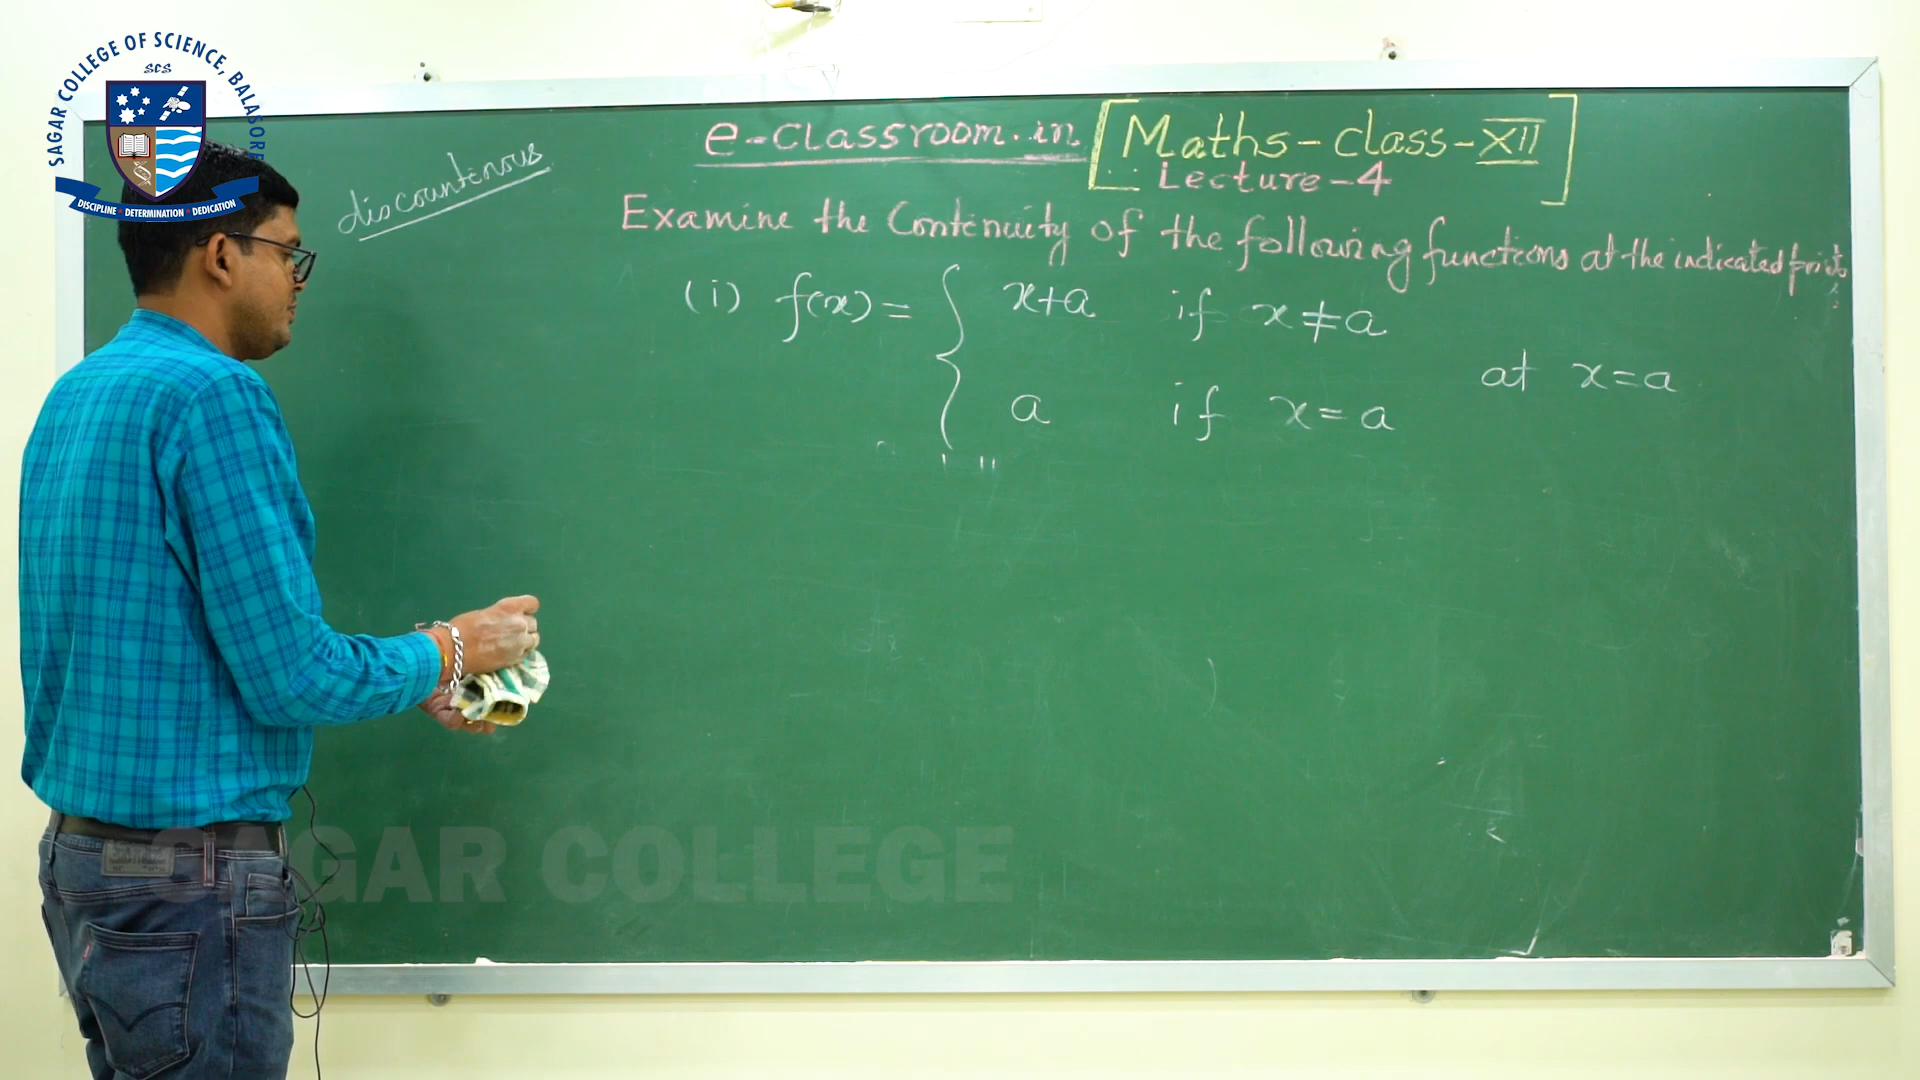 SAGAR COLLEGE OF SCIENCE, BALASORE
SCS
DISCIPLINE • DETERMINATION • DEDICATION
discountinous
e-classroom.in [Maths-class-XII
Lecture-4]
Examine the Continuity of the following functions at the indicated points
(i) f(x) = { x+a if x≠a
a if x=a
at x=a
SAGAR COLLEGE